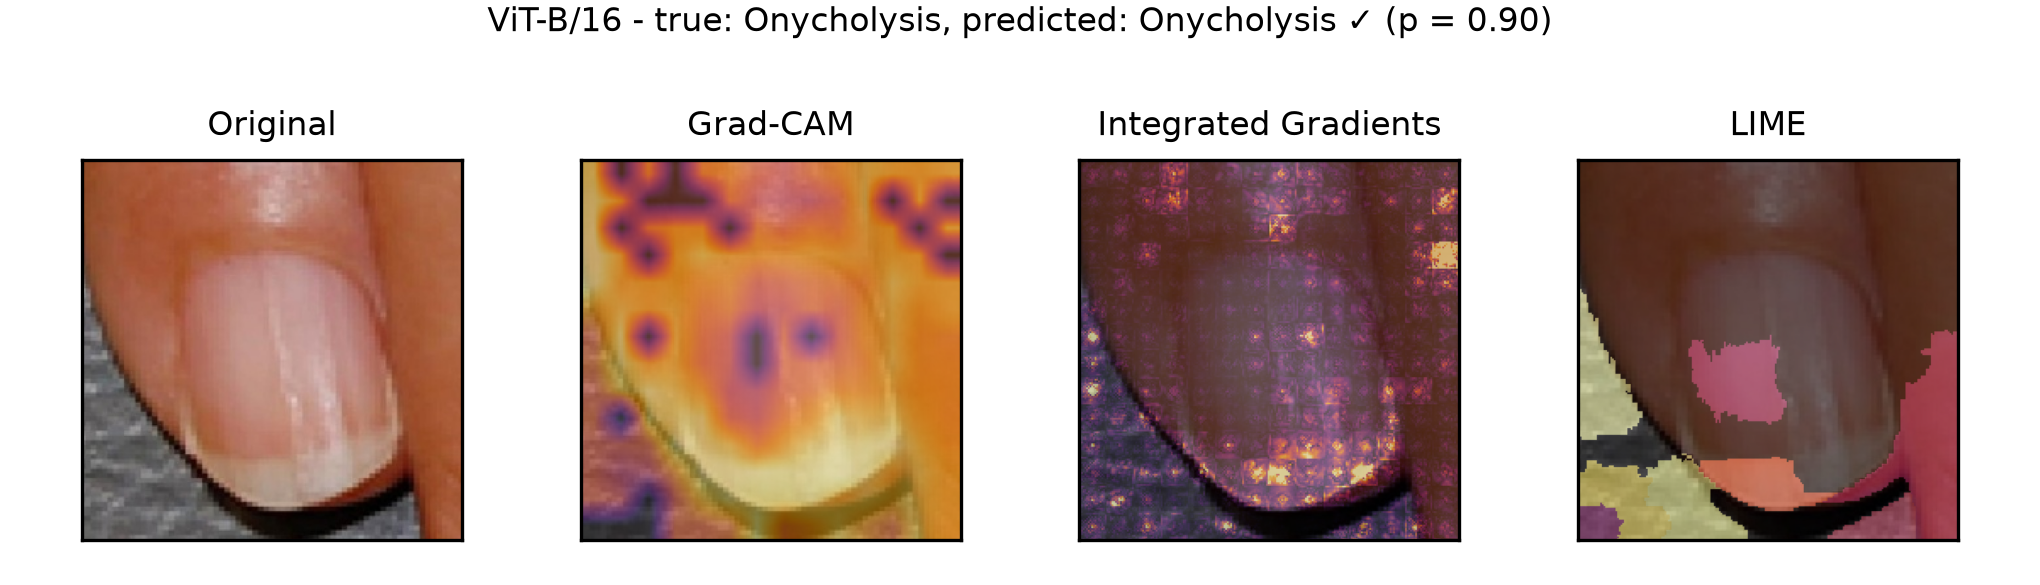 ViT-B/16 - true: Onycholysis, predicted: Onycholysis ✓ (p = 0.90)
Original
Grad-CAM
Integrated Gradients
LIME